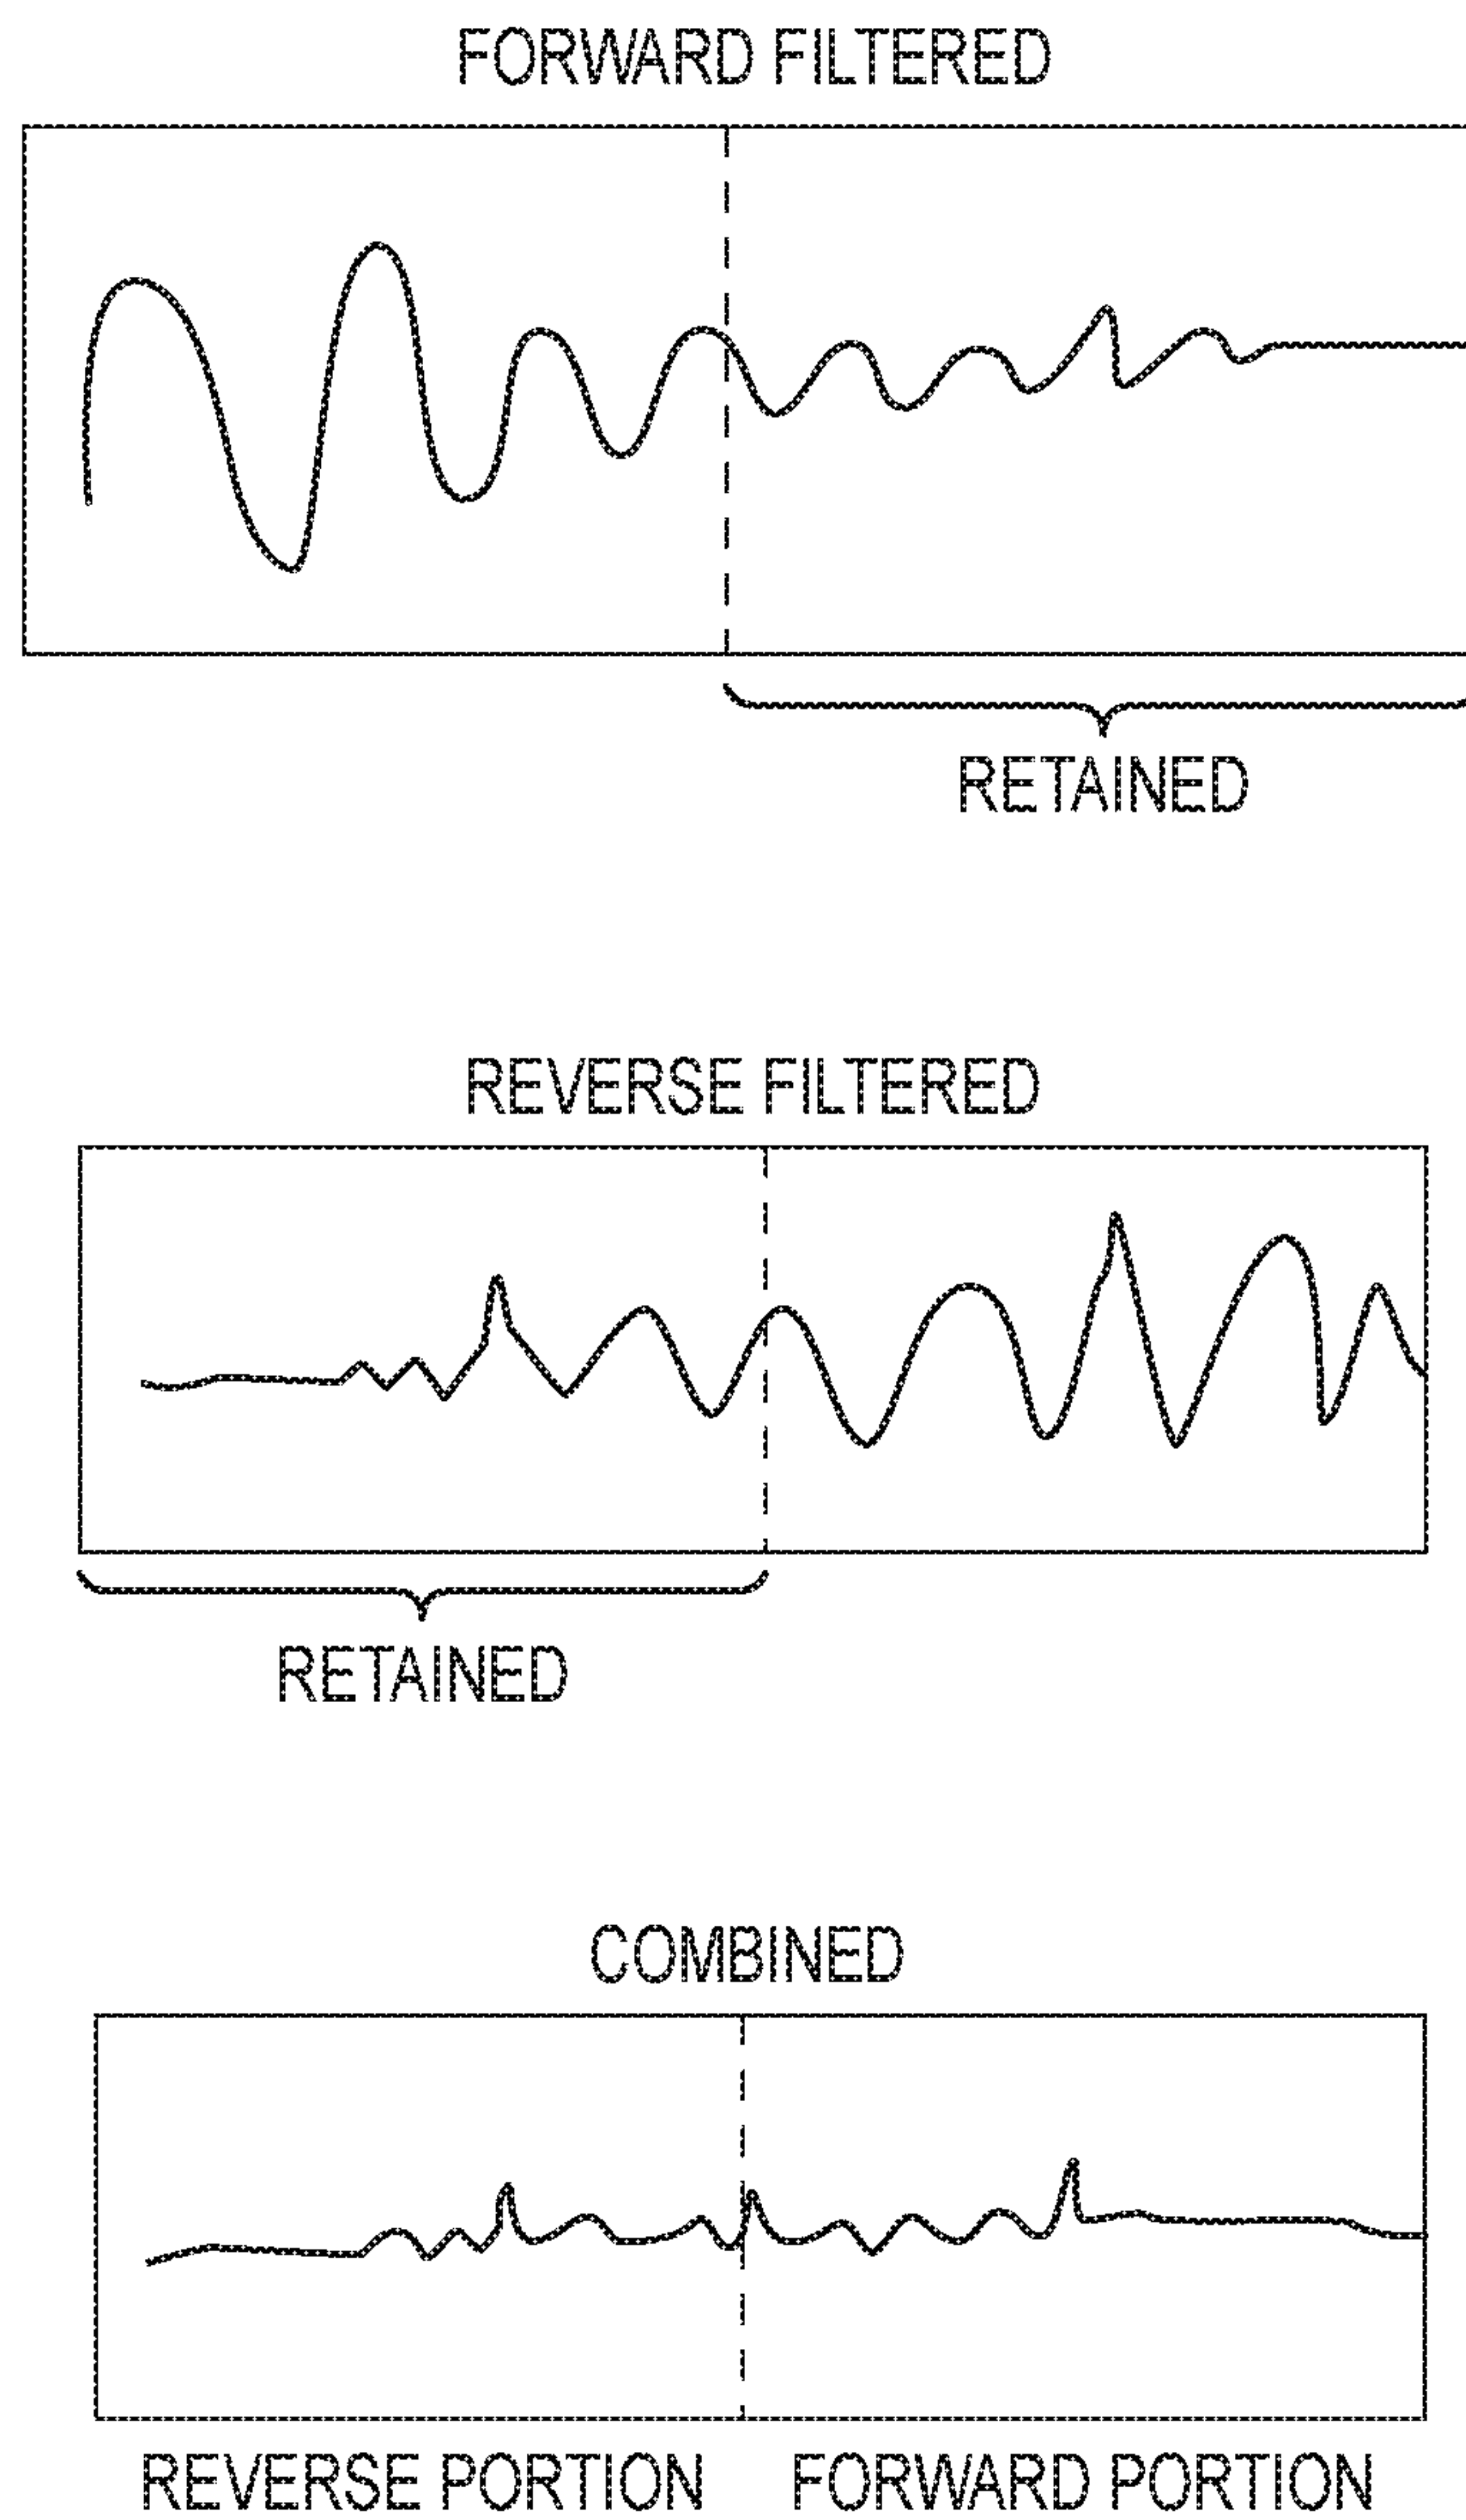 FORWARD FILTERED
RETAINED
REVERSE FILTERED
RETAINED
COMBINED
REVERSE PORTION
FORWARD PORTION